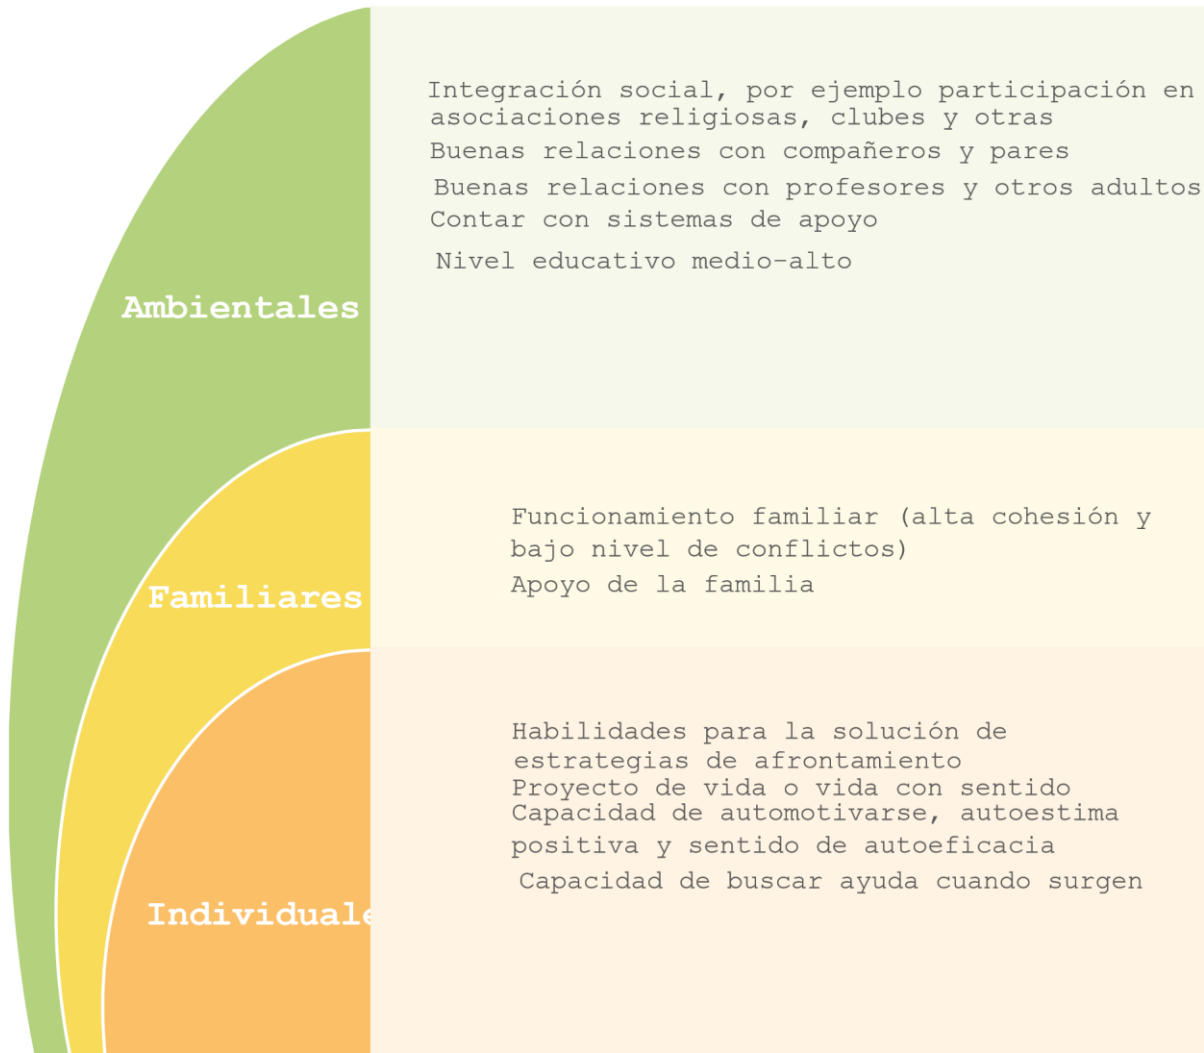 Integración social, por ejemplo participación en
asociaciones religiosas, clubes y otras
Buenas relaciones con compañeros y pares
Buenas relaciones con profesores y otros adultos
Contar con sistemas de apoyo
Nivel educativo medio-alto
Ambientales
Funcionamiento familiar (alta cohesión y
bajo nivel de conflictos)
Apoyo de la familia
Familiares
Habilidades para la solución de
estrategias de afrontamiento
Proyecto de vida o vida con sentido
Capacidad de automotivarse, autoestima
positiva y sentido de autoeficacia
Capacidad de buscar ayuda cuando surgen
Individuale